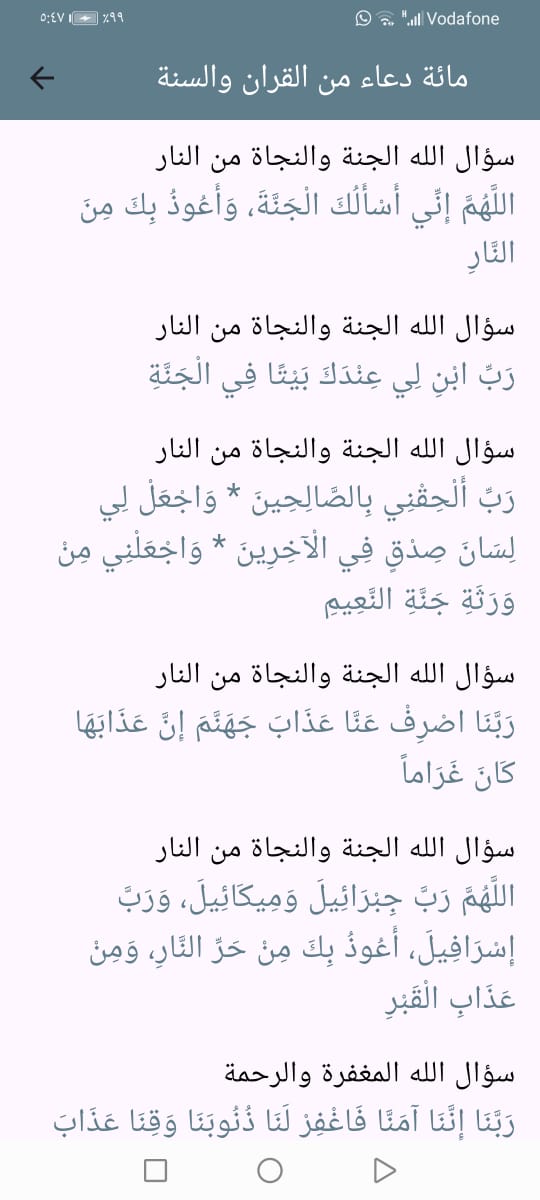 ٥:٤٧ ٪٩٩ H Vodafone
مائة دعاء من القران والسنة
سؤال الله الجنة والنجاة من النار
اللَّهُمَّ إِنِّي أَسْأَلُكَ الْجَنَّةَ، وَأَعُوذُ بِكَ مِنَ
النَّارِ
سؤال الله الجنة والنجاة من النار
رَبِّ ابْنِ لِي عِنْدَكَ بَيْتًا فِي الْجَنَّةِ
سؤال الله الجنة والنجاة من النار
رَبِّ أَلْحِقْنِي بِالصَّالِحِينَ * وَاجْعَلْ لِي
لِسَانَ صِدْقٍ فِي الْآخِرِينَ * وَاجْعَلْنِي مِنْ
وَرَثَةِ جَنَّةِ النَّعِيمِ
سؤال الله الجنة والنجاة من النار
رَبَّنَا اصْرِفْ عَنَّا عَذَابَ جَهَنَّمَ إِنَّ عَذَابَهَا
كَانَ غَرَاماً
سؤال الله الجنة والنجاة من النار
اللَّهُمَّ رَبَّ جِبْرَائِيلَ وَمِيكَائِيلَ، وَرَبَّ
إِسْرَافِيلَ، أَعُوذُ بِكَ مِنْ حَرِّ النَّارِ، وَمِنْ
عَذَابِ الْقَبْرِ
سؤال الله المغفرة والرحمة
رَبَّنَا إِنَّنَا آمَنَّا فَاغْفِرْ لَنَا ذُنُوبَنَا وَقِنَا عَذَابَ